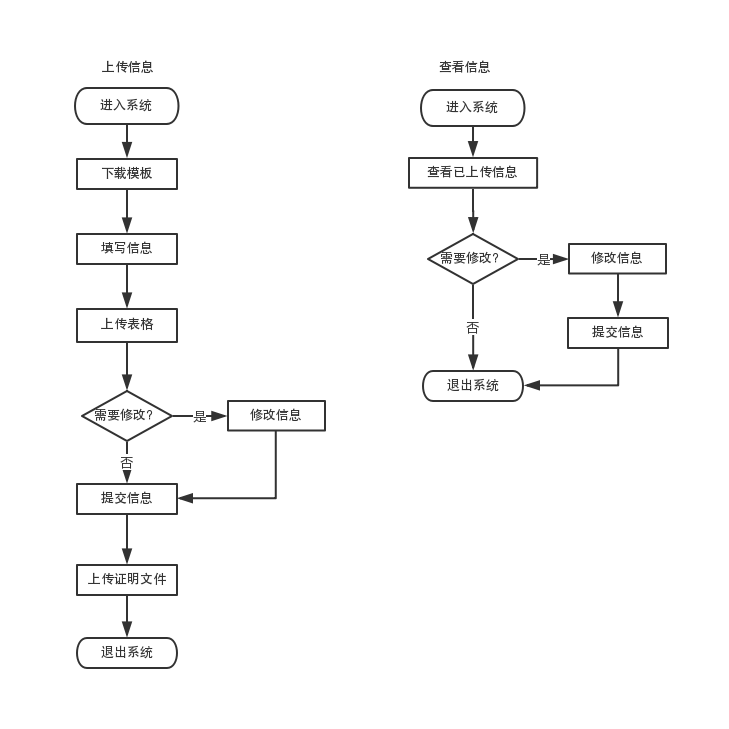 上传信息
进入系统
下载模板
填写信息
上传表格
需要修改?
是
修改信息
否
提交信息
上传证明文件
退出系统
查看信息
进入系统
查看已上传信息
需要修改?
是
修改信息
否
提交信息
退出系统